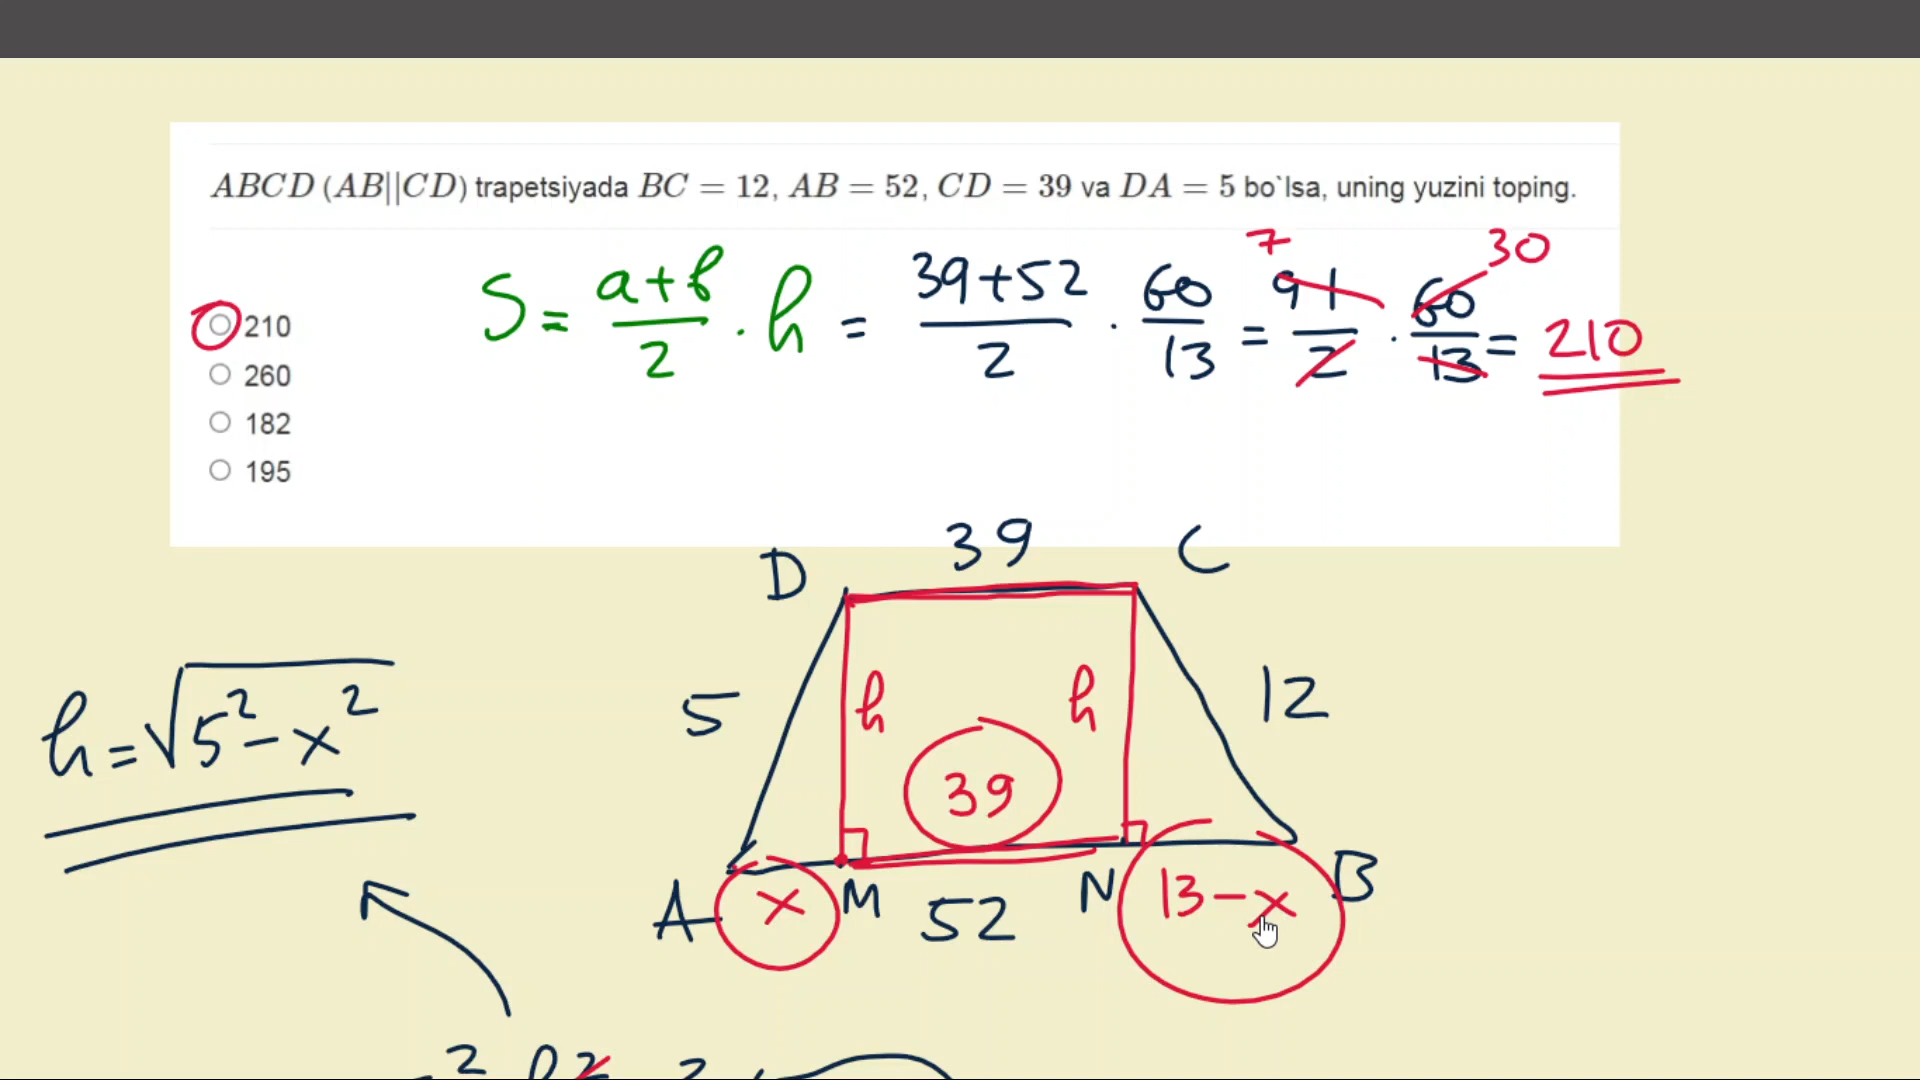 ABCD (AB||CD) trapetsiyada BC = 12, AB = 52, CD = 39 va DA = 5 bo`lsa, uning yuzini toping.
S = a+b/2 · h = 39+52/2 · 60/13 = 91/2 · 60/13 = 210
7 30
210
260
182
195
D 39 C
5 h h 12
39
h = √5² - x²
A x M 52 N 13 - x B